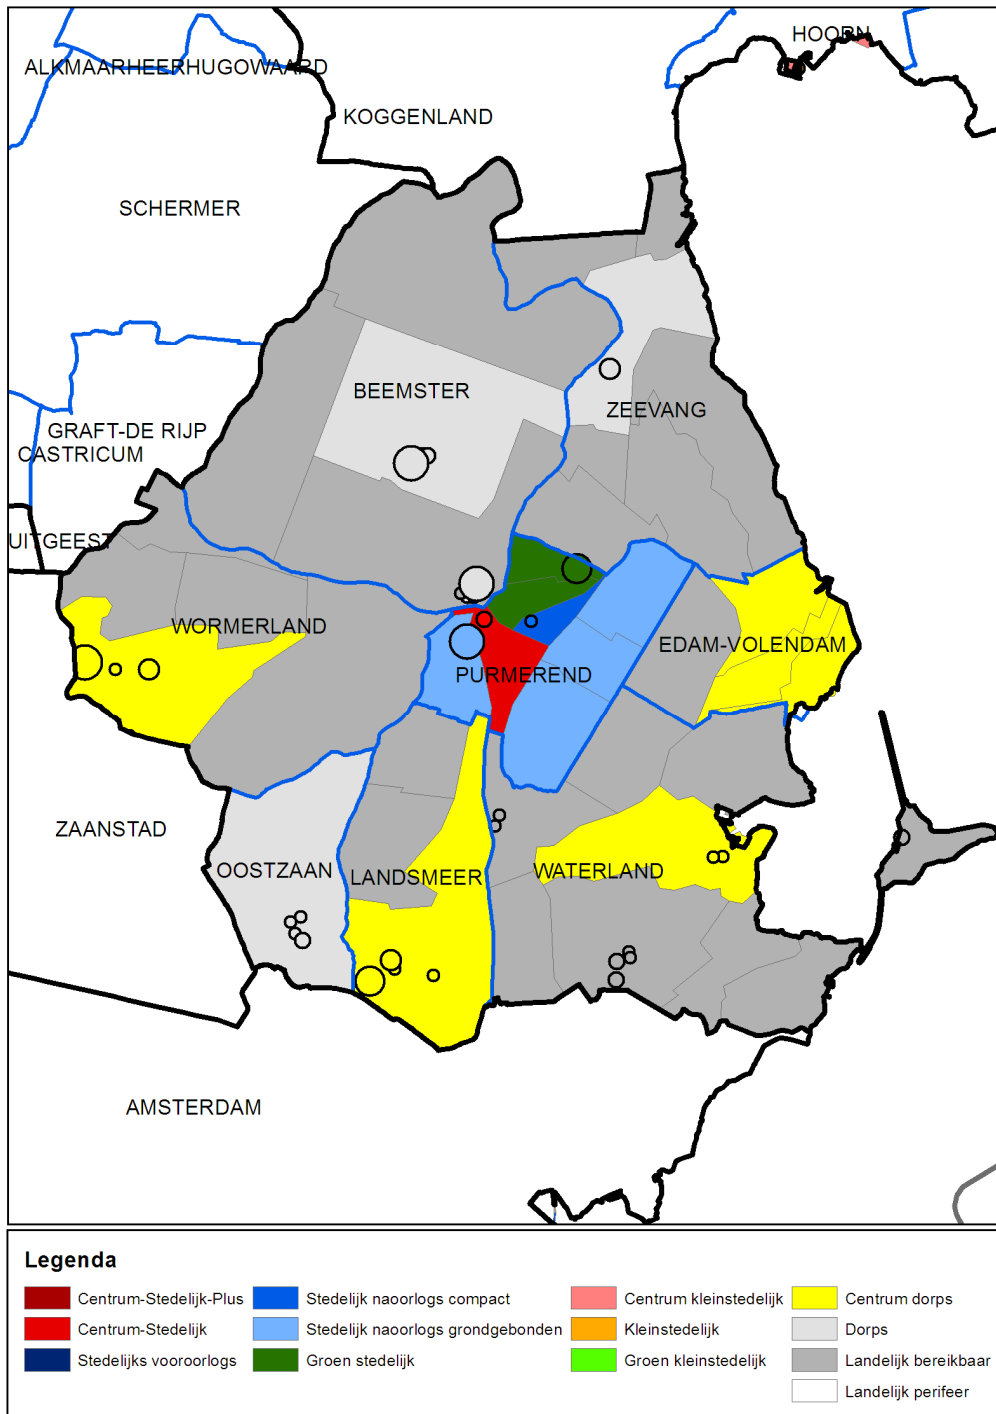 HOORN
ALKMAARHEERHUGOWAARD
KOGGENLAND
SCHERMER
BEEMSTER
ZEEVANG
GRAFT-DE RIJP
CASTRICUM
UITGEEST
WORMERLAND
EDAM-VOLENDAM
PURMEREND
ZAANSTAD
OOSTZAAN
LANDSMEER
WATERLAND
AMSTERDAM
Legenda
Centrum-Stedelijk-Plus
Centrum-Stedelijk
Stedelijks vooroorlogs
Stedelijk naoorlogs compact
Stedelijk naoorlogs grondgebonden
Groen stedelijk
Centrum kleinstedelijk
Kleinstedelijk
Groen kleinstedelijk
Centrum dorps
Dorps
Landelijk bereikbaar
Landelijk perifeer